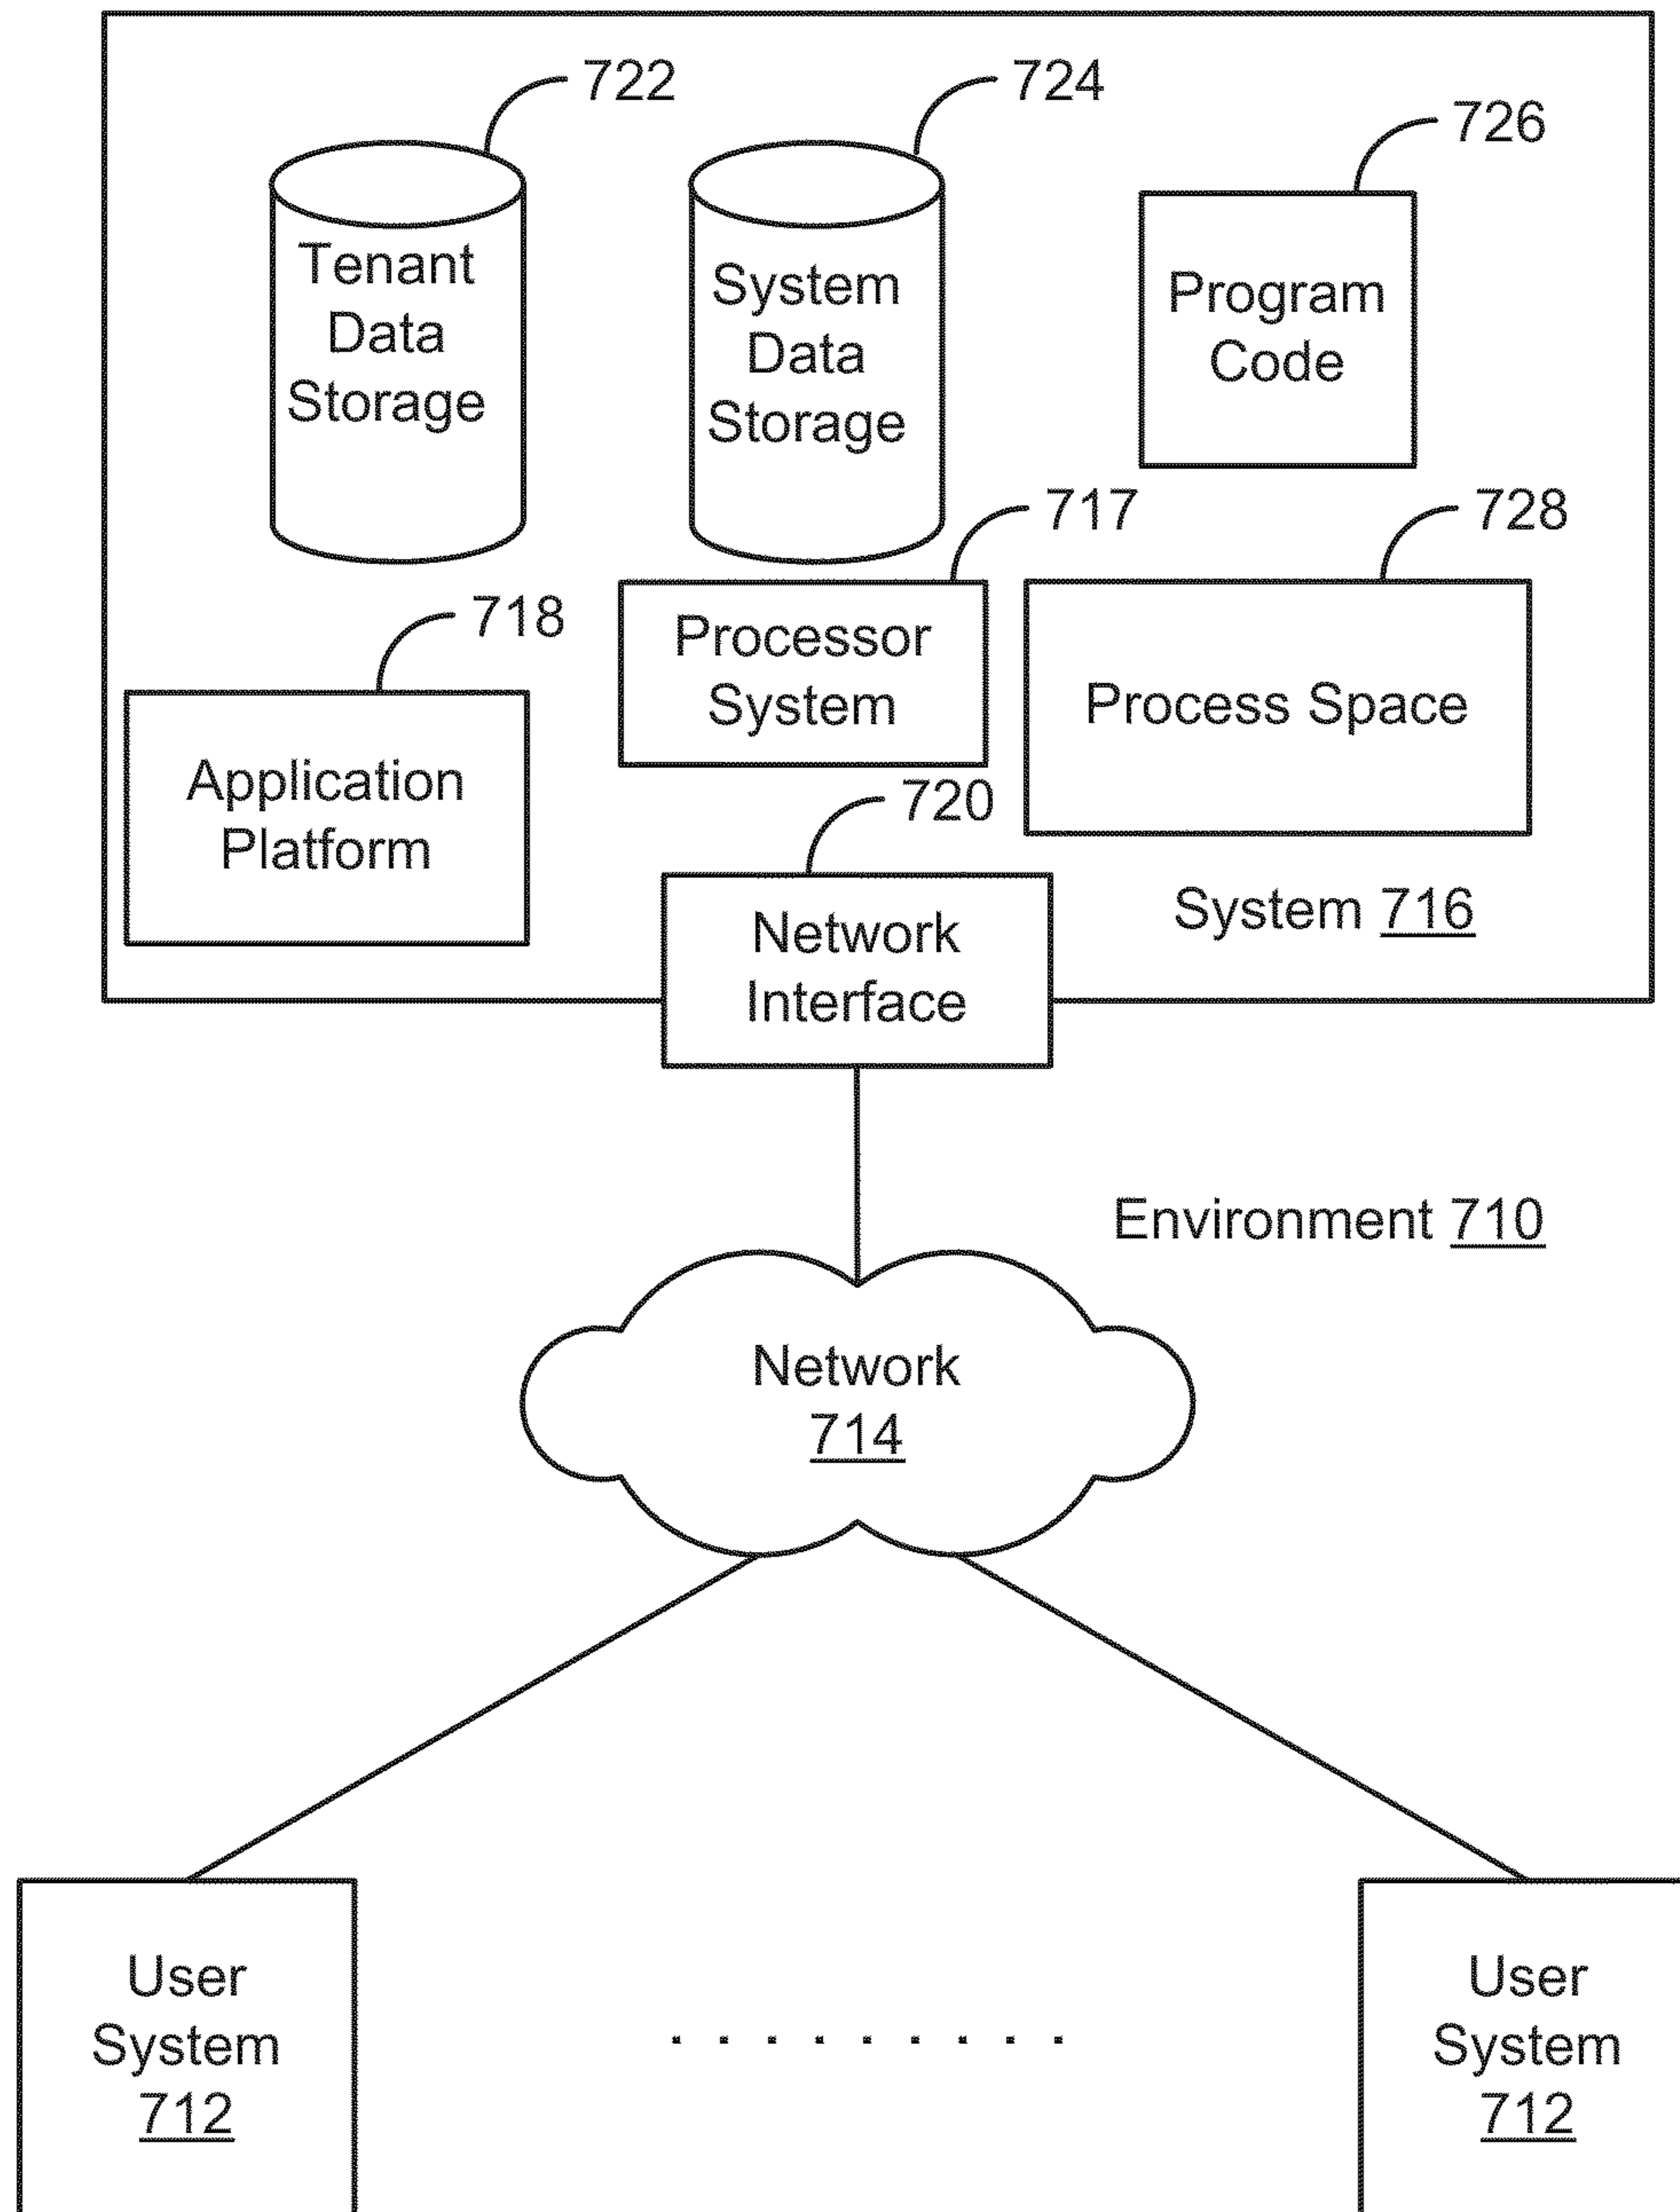 722
724
726
Tenant
Data
Storage
System
Data
Storage
Program
Code
717
728
718
Processor
System
Process Space
Application
Platform
720
System 716
Network
Interface
Environment 710
Network
714
User
System
712
. . . . . . . . .
User
System
712